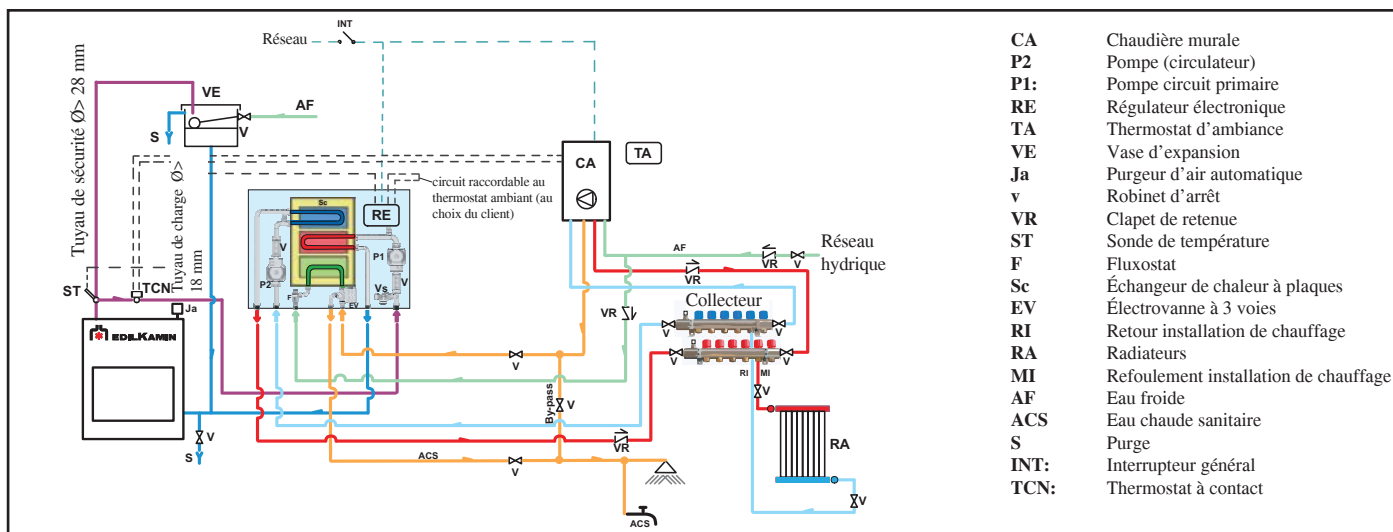 INT
Réseau
VE
AF
V
S
Tuyau de sécurité Ø> 28 mm
Tuyau de charge Ø>
18 mm
ST
TCN
Ja
EDILKAMIN
V
S
Sc
RE
circuit raccordable au
thermostat ambiant (au
choix du client)
V
P2
P1
V
Vs
F
EV
CA
TA
AF
VR
V
Réseau
hydrique
VR
VR
Collecteur
V
V
V
V
RI
MI
V
V
By-pass
V
VR
ACS
V
ACS
RA
V
CA Chaudière murale
P2 Pompe (circulateur)
P1: Pompe circuit primaire
RE Régulateur électronique
TA Thermostat d’ambiance
VE Vase d’expansion
Ja Purgeur d’air automatique
v Robinet d’arrêt
VR Clapet de retenue
ST Sonde de température
F Fluxostat
Sc Échangeur de chaleur à plaques
EV Électrovanne à 3 voies
RI Retour installation de chauffage
RA Radiateurs
MI Refoulement installation de chauffage
AF Eau froide
ACS Eau chaude sanitaire
S Purge
INT: Interrupteur général
TCN: Thermostat à contact